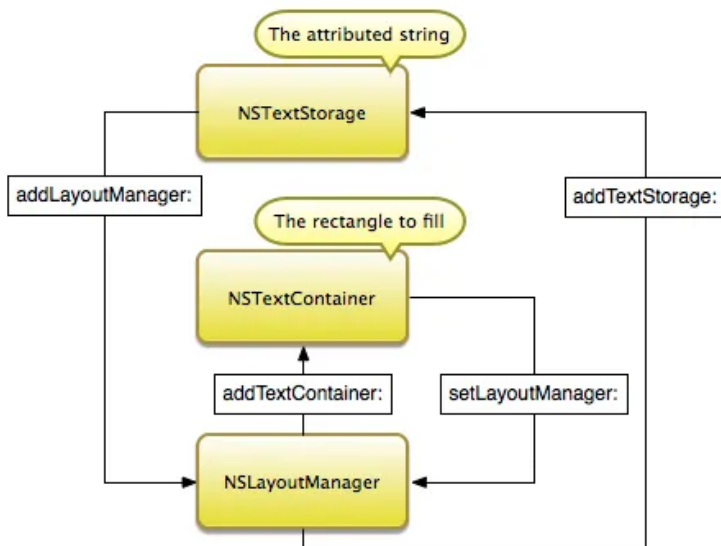 The attributed string
NSTextStorage
addLayoutManager:
addTextStorage:
The rectangle to fill
NSTextContainer
addTextContainer:
setLayoutManager:
NSLayoutManager